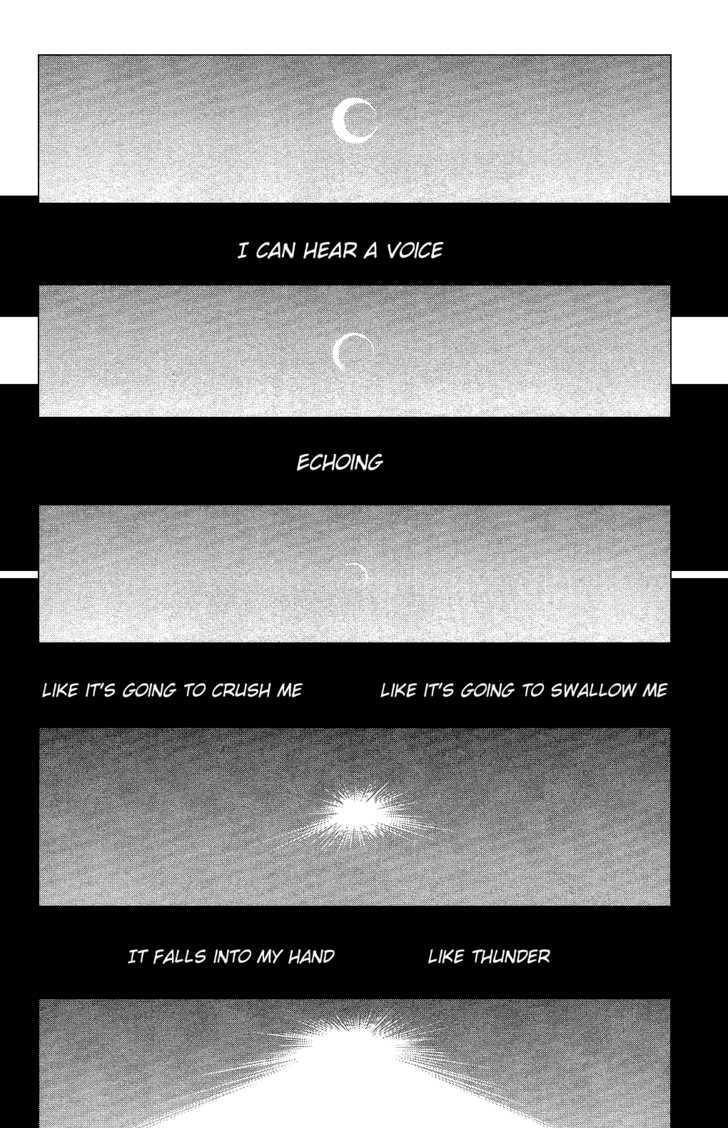 I CAN HEAR A VOICE
ECHOING
LIKE IT'S GOING TO CRUSH ME
LIKE IT'S GOING TO SWALLOW ME
IT FALLS INTO MY HAND
LIKE THUNDER